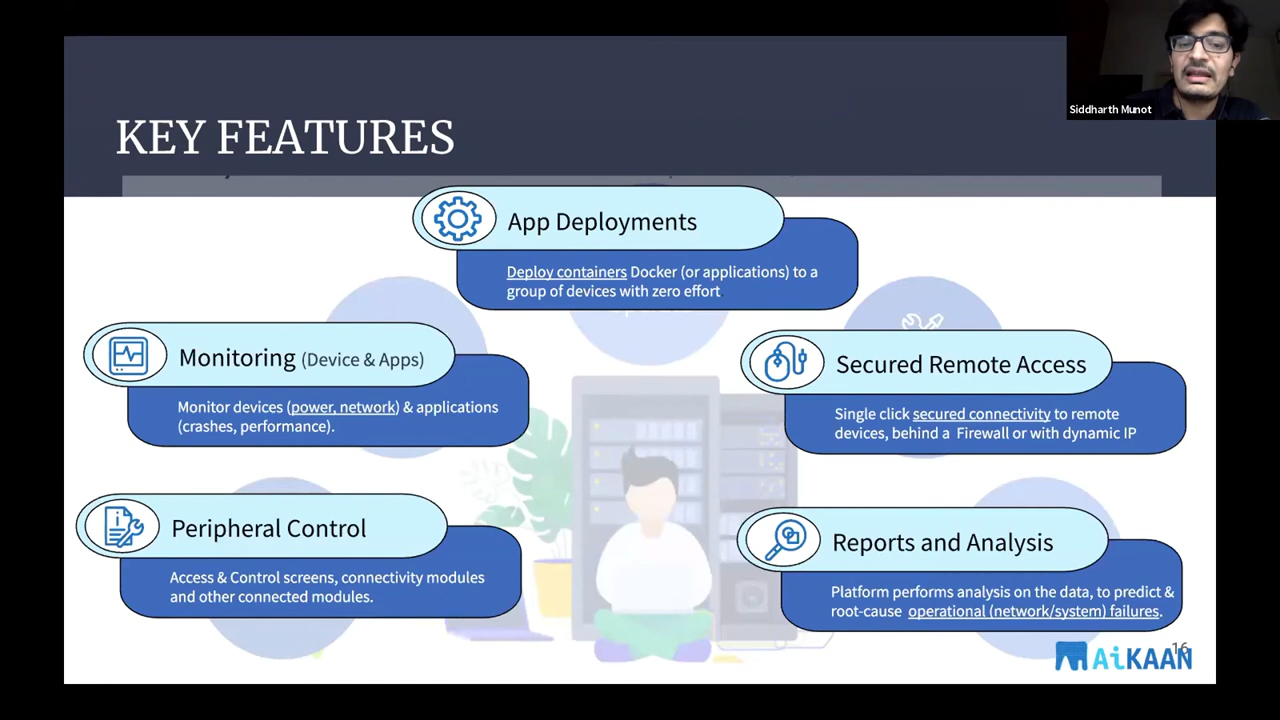 Siddharth Munot
KEY FEATURES
App Deployments
Deploy containers Docker (or applications) to a
group of devices with zero effort.
Monitoring (Device & Apps)
Monitor devices (power, network) & applications
(crashes, performance).
Secured Remote Access
Single click secured connectivity to remote
devices, behind a Firewall or with dynamic IP
Peripheral Control
Access & Control screens, connectivity modules
and other connected modules.
Reports and Analysis
Platform performs analysis on the data, to predict &
root-cause operational (network/system) failures.
16
AiKAAN